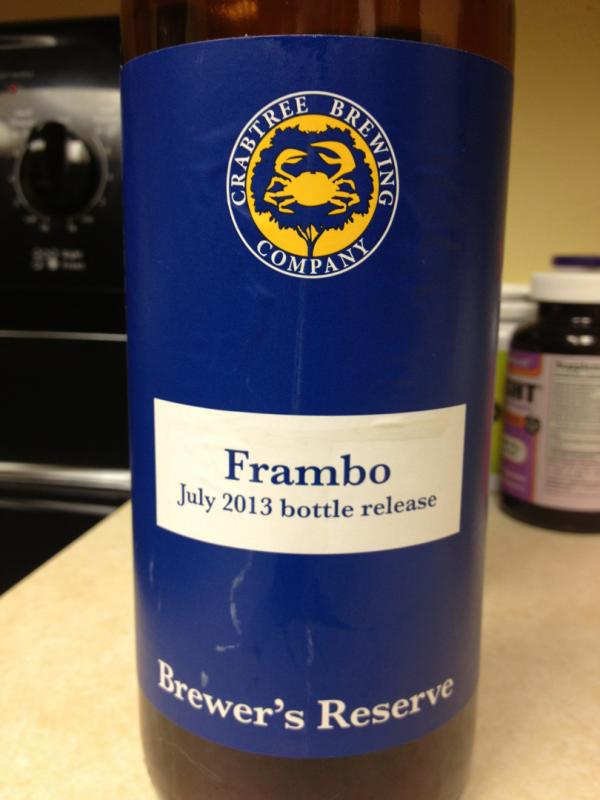 CRABTREE BREWING
COMPANY
Frambo
July 2013 bottle release
Brewer's Reserve